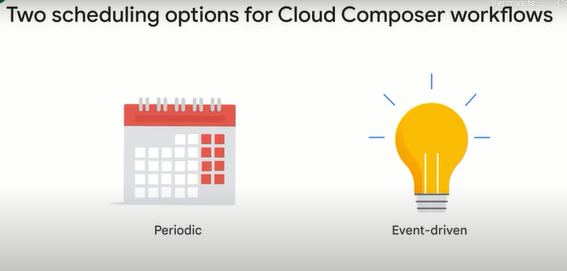 Two scheduling options for Cloud Composer workflows
Periodic
Event-driven